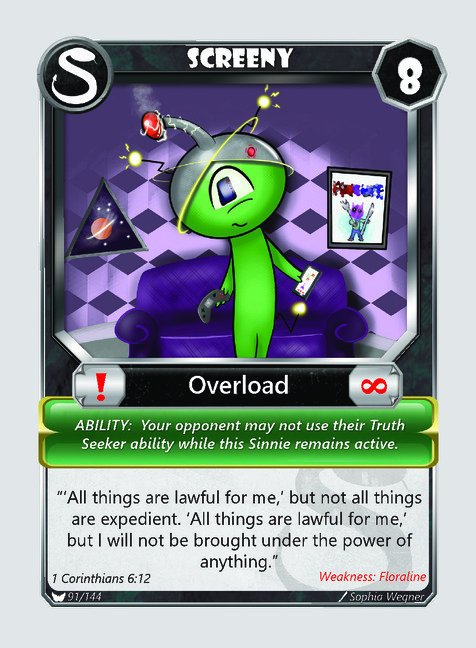 S
SCREENY
8
! Overload ∞
ABILITY: Your opponent may not use their Truth
Seeker ability while this Sinnie remains active.
“‘All things are lawful for me,’ but not all things
are expedient. ‘All things are lawful for me,’
but I will not be brought under the power of
anything.”
1 Corinthians 6:12
Weakness: Floraline
91/144
Sophia Wegner